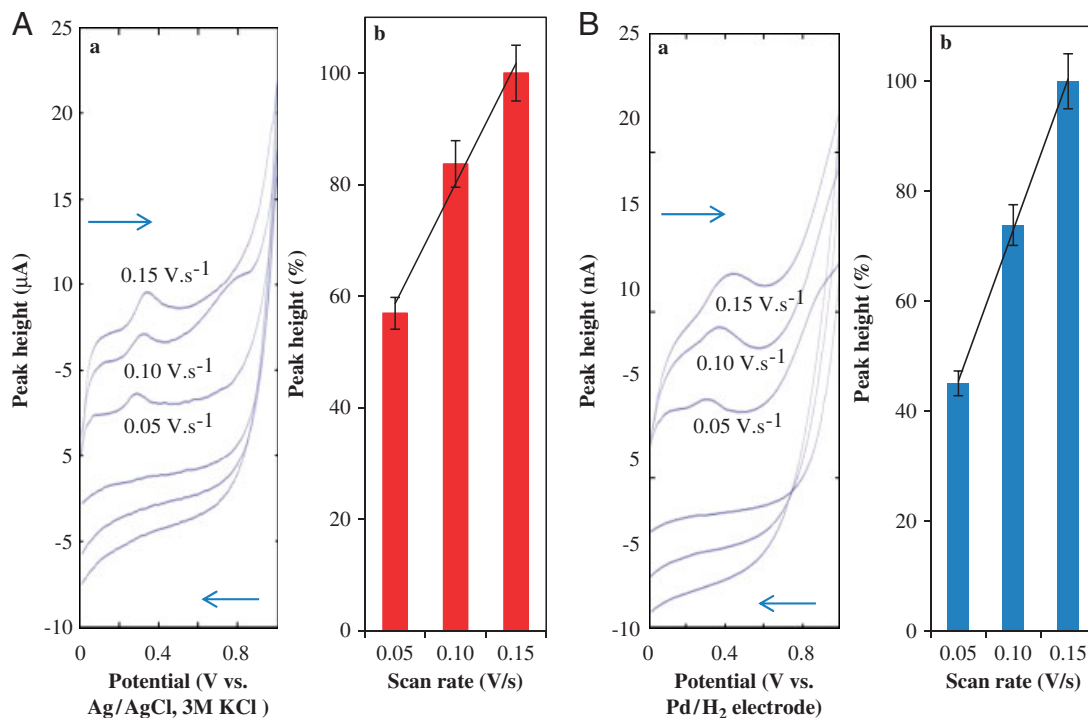 A
a
Peak height (µA)
25
20
15
10
-5
5
-5
-10
0.15 V.s-1
0.10 V.s-1
0.05 V.s-1
0
0.4
0.8
Potential (V vs.
Ag/AgCl, 3M KCl )
b
Peak height (%)
100
80
60
40
20
0
0.05
0.10
0.15
Scan rate (V/s)
B
a
Peak height (nA)
25
20
15
10
-5
5
-5
-10
0.15 V.s-1
0.10 V.s-1
0.05 V.s-1
0
0.4
0.8
Potential (V vs.
Pd/H2 electrode)
b
Peak height (%)
100
80
60
40
20
0
0.05
0.10
0.15
Scan rate (V/s)